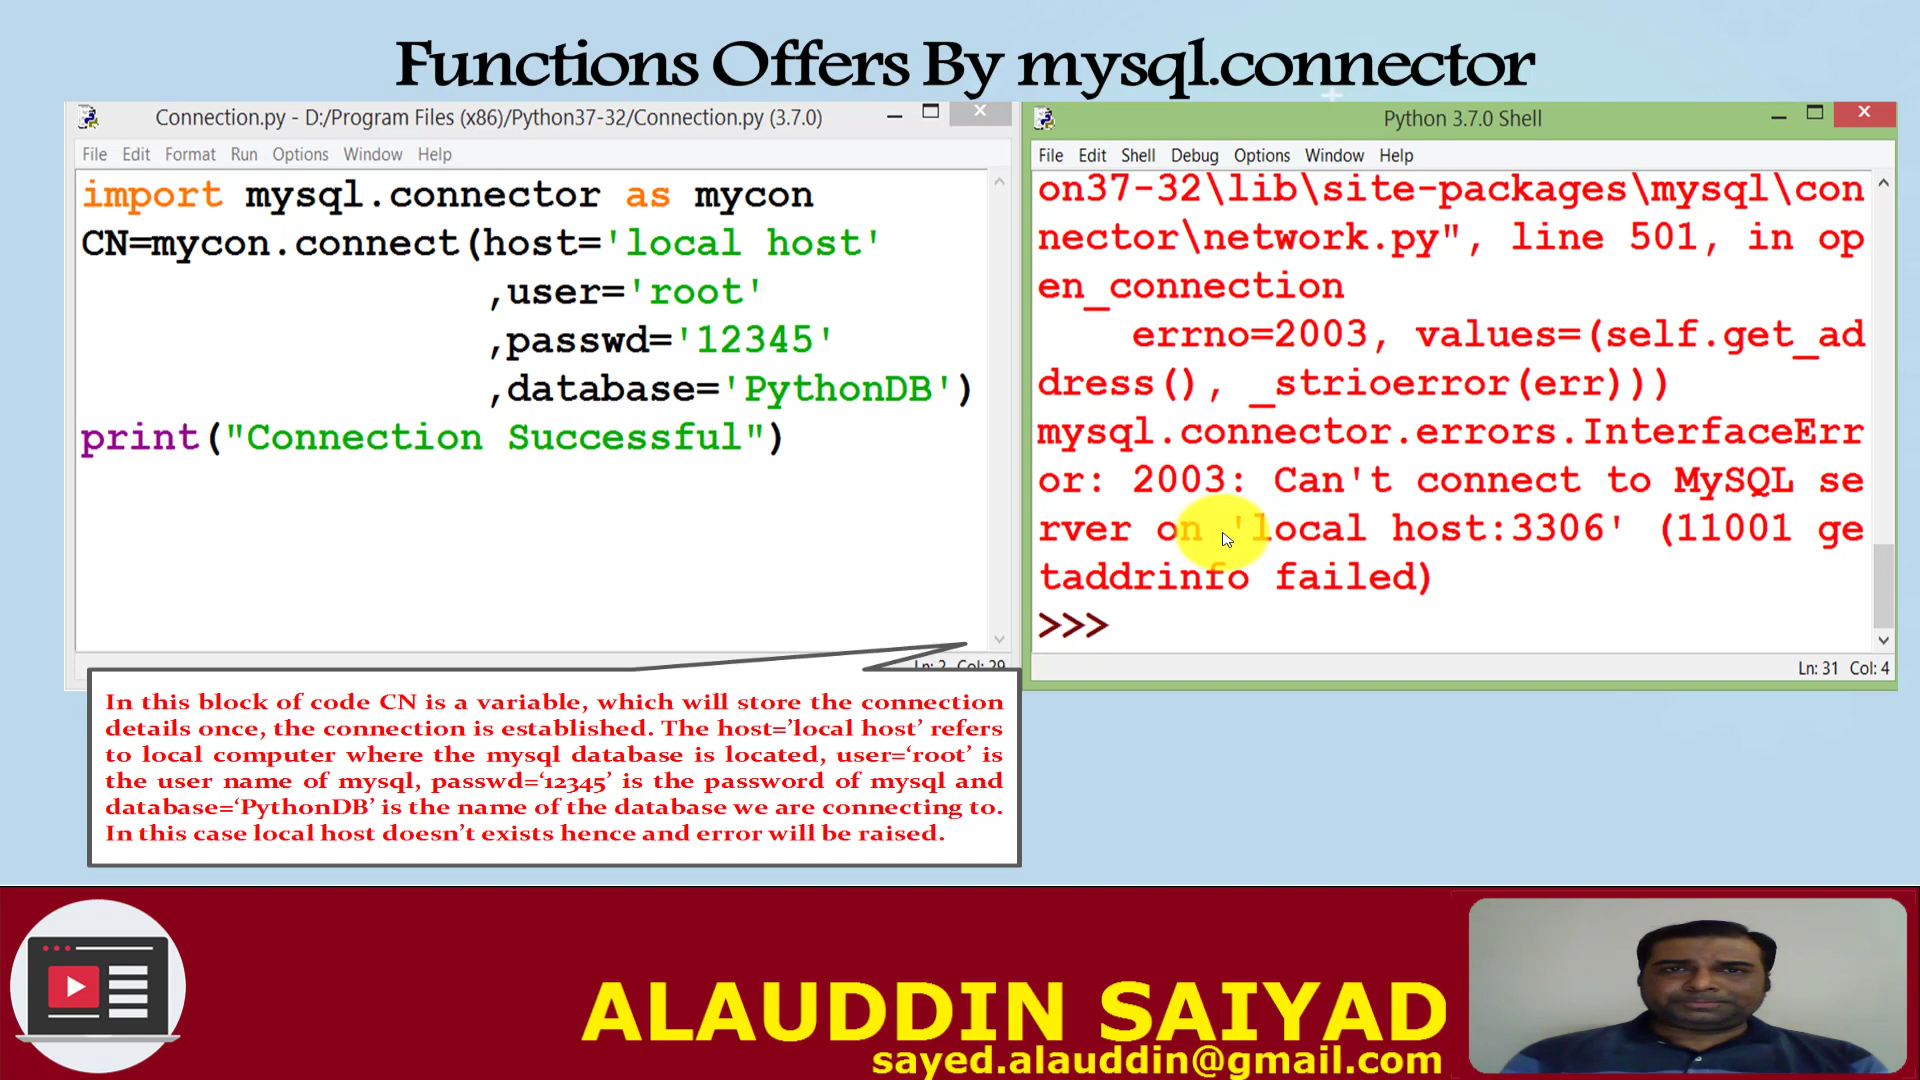 Functions Offers By mysql.connector
Connection.py - D:/Program Files (x86)/Python37-32/Connection.py (3.7.0)
File Edit Format Run Options Window Help
import mysql.connector as mycon
CN=mycon.connect(host='local host'
,user='root'
,passwd='12345'
,database='PythonDB')
print("Connection Successful")
Ln: 2 Col: 29
Python 3.7.0 Shell
File Edit Shell Debug Options Window Help
on37-32\lib\site-packages\mysql\con
nector\network.py", line 501, in op
en_connection
errno=2003, values=(self.get_ad
dress(), _strioerror(err)))
mysql.connector.errors.InterfaceErr
or: 2003: Can't connect to MySQL se
rver on 'local host:3306' (11001 ge
taddrinfo failed)
>>>
Ln: 31 Col: 4
In this block of code CN is a variable, which will store the connection
details once, the connection is established. The host=’local host’ refers
to local computer where the mysql database is located, user=‘root’ is
the user name of mysql, passwd=‘12345’ is the password of mysql and
database=‘PythonDB’ is the name of the database we are connecting to.
In this case local host doesn’t exists hence and error will be raised.
ALAUDDIN SAIYAD
sayed.alauddin@gmail.com